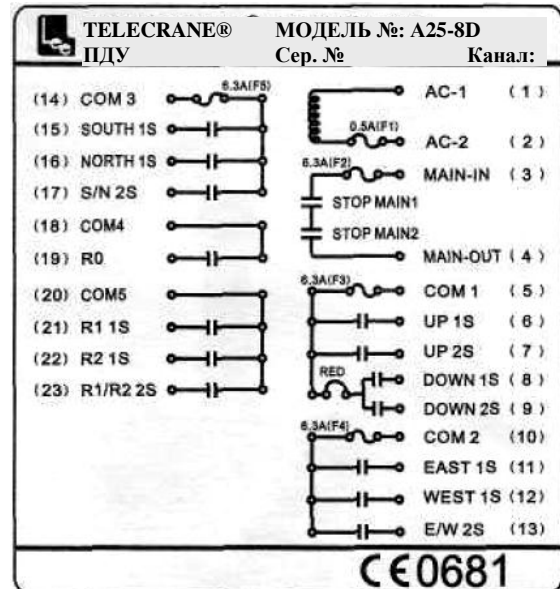 TELECRANE® МОДЕЛЬ №: A25-8D
ПДУ Сер. № Канал:
6.3A(F5)
(14) COM 3
(15) SOUTH 1S
(16) NORTH 1S
(17) S/N 2S
(18) COM4
(19) R0
(20) COM5
(21) R1 1S
(22) R2 1S
(23) R1/R2 2S
AC-1 (1)
0.5A(F1)
AC-2 (2)
6.3A(F2)
MAIN-IN (3)
STOP MAIN1
STOP MAIN2
MAIN-OUT (4)
6.3A(F3)
COM 1 (5)
UP 1S (6)
UP 2S (7)
RED
DOWN 1S (8)
DOWN 2S (9)
6.3A(F4)
COM 2 (10)
EAST 1S (11)
WEST 1S (12)
E/W 2S (13)
CE0681